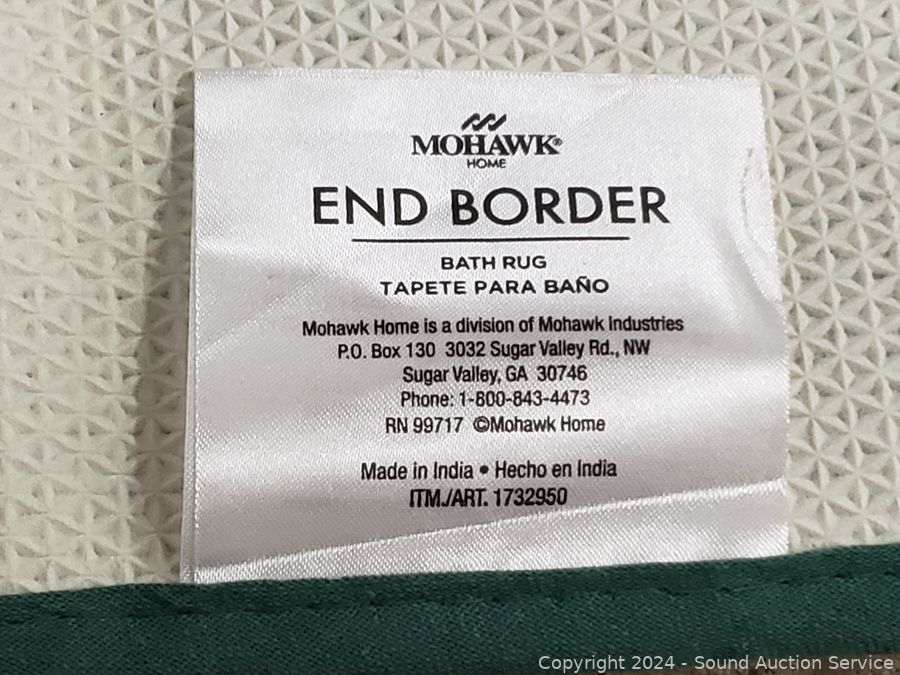 MOHAWK®
HOME
END BORDER
BATH RUG
TAPETE PARA BAÑO
Mohawk Home is a division of Mohawk Industries
P.O. Box 130 3032 Sugar Valley Rd., NW
Sugar Valley, GA 30746
Phone: 1-800-843-4473
RN 99717 ©Mohawk Home
Made in India • Hecho en India
ITM./ART. 1732950
Copyright 2024 - Sound Auction Service